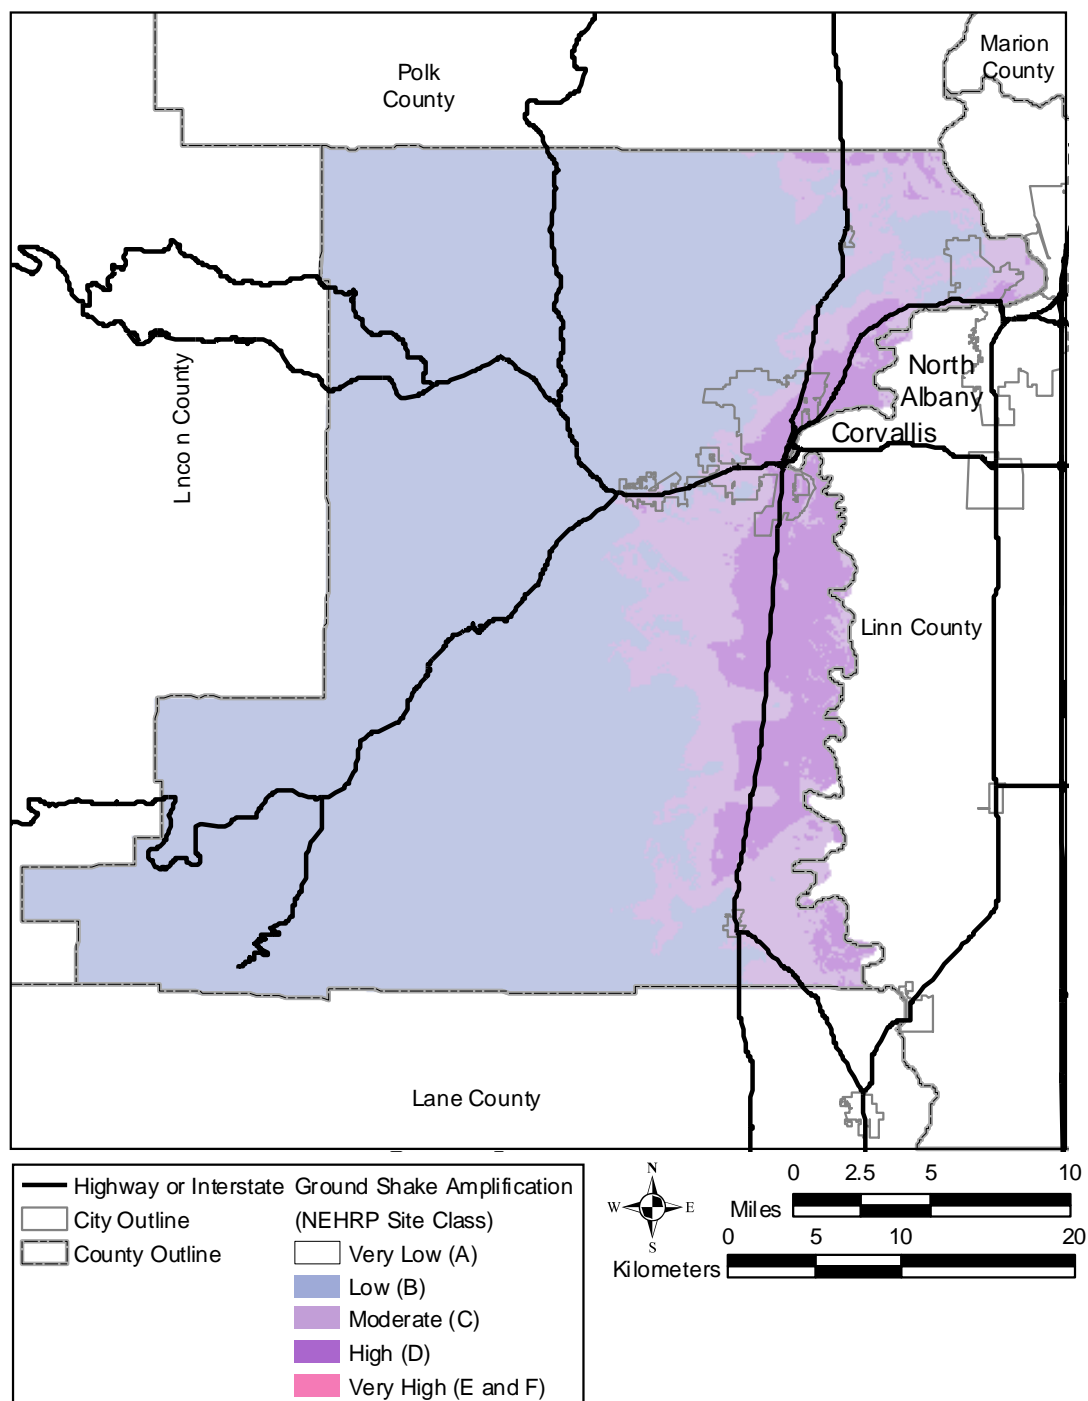 Polk
County
Marion
County
Lnco n County
North
Albany
Corvallis
Linn County
Lane County
Highway or Interstate
City Outline
County Outline
Ground Shake Amplification
(NEHRP Site Class)
Very Low (A)
Low (B)
Moderate (C)
High (D)
Very High (E and F)
N
W E
S
0 2.5 5 10
Miles
0 5 10 20
Kilometers